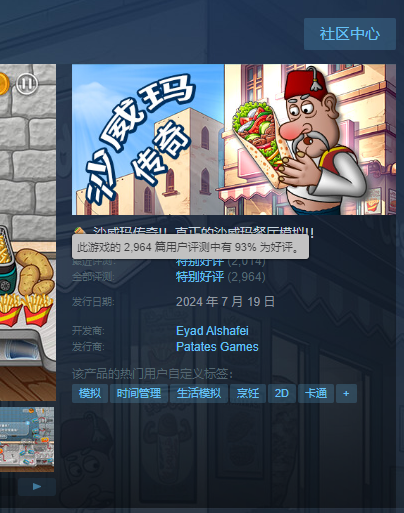 社区中心
沙威玛
传奇
沙威玛传奇!! 真正的沙威玛餐厅模拟!!
此游戏的 2,964 篇用户评测中有 93% 为好评。
最近评测: 特别好评 (2,014)
全部评测: 特别好评 (2,964)
发行日期: 2024 年 7 月 19 日
开发商: Eyad Alshafei
发行商: Patates Games
该产品的热门用户自定义标签:
模拟 时间管理 生活模拟 烹饪 2D 卡通 +